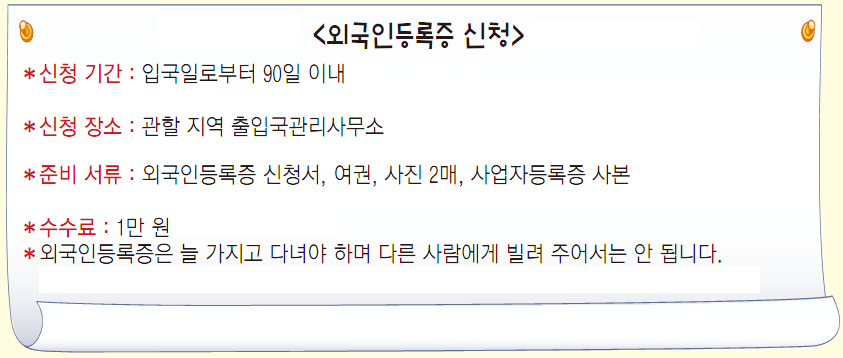 <외국인등록증 신청>
*신청 기간 : 입국일로부터 90일 이내
*신청 장소 : 관할 지역 출입국관리사무소
*준비 서류 : 외국인등록증 신청서, 여권, 사진 2매, 사업자등록증 사본
*수수료 : 1만 원
*외국인등록증은 늘 가지고 다녀야 하며 다른 사람에게 빌려 주어서는 안 됩니다.